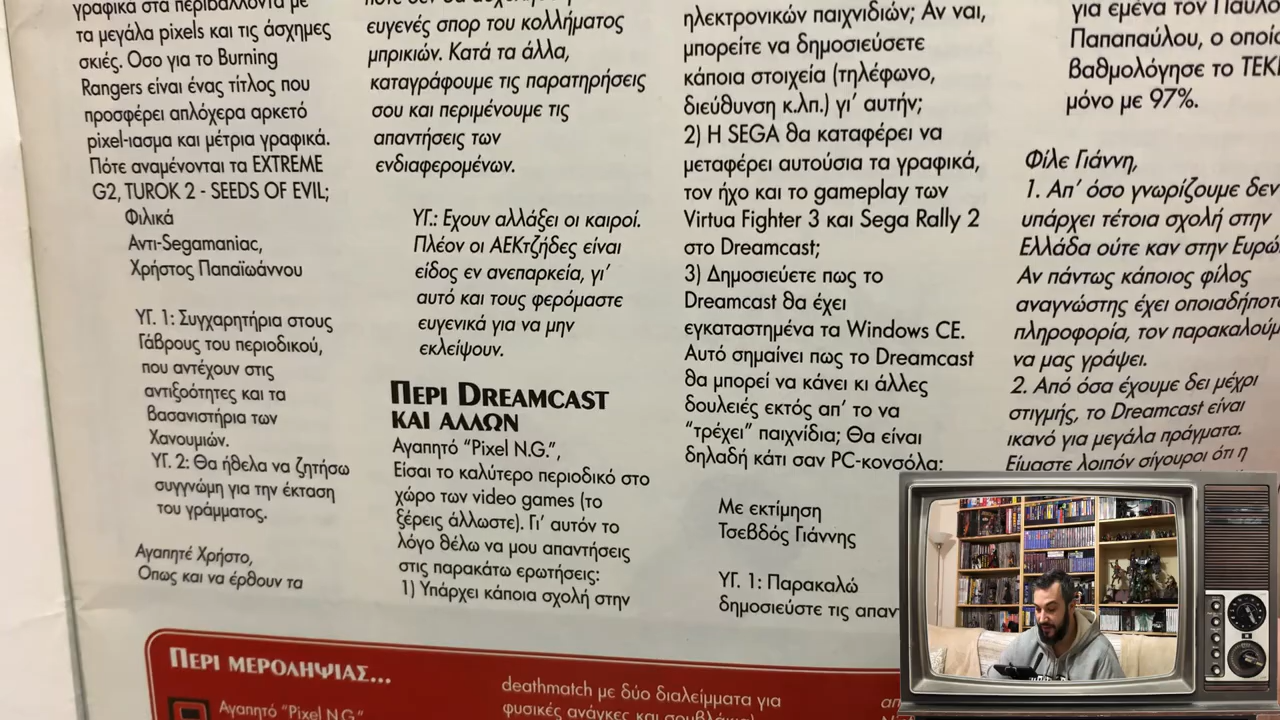 γραφικά στα περιβάλλοντα με
τα μεγάλα pixels και τις άσχημες
σκιές. Οσο για το Burning
Rangers είναι ένας τίτλος που
προσφέρει απλόχερα αρκετό
pixel-ιασμα και μέτρια γραφικά.
Πότε αναμένονται τα EXTREME
G2, TUROK 2 - SEEDS OF EVIL;
Φιλικά
Αντι-Segamaniac,
Χρήστος Παπαϊωάννου
ΥΓ. 1: Συγχαρητήρια στους
Γάβρους του περιοδικού,
που αντέχουν στις
αντιξοότητες και τα
βασανιστήρια των
Χανουμιών.
ΥΓ. 2: Θα ήθελα να ζητήσω
συγγνώμη για την έκταση
του γράμματος.
Αγαπητέ Χρήστο,
Οπως και να έρθουν τα
ευγενές σπορ του κολλήματος
μπρικιών. Κατά τα άλλα,
καταγράφουμε τις παρατηρήσεις
σου και περιμένουμε τις
απαντήσεις των
ενδιαφερομένων.
ΥΓ.: Εχουν αλλάξει οι καιροί.
Πλέον οι ΑΕΚτζήδες είναι
είδος εν ανεπαρκεία, γι'
αυτό και τους φερόμαστε
ευγενικά για να μην
εκλείψουν.
ΠΕΡΙ DREAMCAST
ΚΑΙ ΑΛΛΩΝ
Αγαπητό "Pixel N.G.",
Είσαι το καλύτερο περιοδικό στο
χώρο των video games (το
ξέρεις άλλωστε). Γι' αυτόν το
λόγο θέλω να μου απαντήσεις
στις παρακάτω ερωτήσεις:
1) Υπάρχει κάποια σχολή στην
ηλεκτρονικών παιχνιδιών; Αν ναι,
μπορείτε να δημοσιεύσετε
κάποια στοιχεία (τηλέφωνο,
διεύθυνση κ.λπ.) γι' αυτήν;
2) Η SEGA θα καταφέρει να
μεταφέρει αυτούσια τα γραφικά,
τον ήχο και το gameplay των
Virtua Fighter 3 και Sega Rally 2
στο Dreamcast;
3) Δημοσιεύετε πως το
Dreamcast θα έχει
εγκαταστημένα τα Windows CE.
Αυτό σημαίνει πως το Dreamcast
θα μπορεί να κάνει κι άλλες
δουλειές εκτός απ' το να
"τρέχει" παιχνίδια; Θα είναι
δηλαδή κάτι σαν PC-κονσόλα;
Με εκτίμηση
Τσεβδός Γιάννης
ΥΓ. 1: Παρακαλώ
δημοσιεύστε τις
για εμένα τον
Παπαπαύλου, ο
βαθμολόγησε το
μόνο με 97%.
Φίλε Γιάννη,
1. Απ' όσο γνωρίζουμε δεν
υπάρχει τέτοια σχολή στην
Ελλάδα ούτε καν στην
Αν πάντως κάποιος φίλος
αναγνώστης έχει
πληροφορία, τον
να μας γράψει.
2. Από όσα έχουμε δει μέχρι
στιγμής, το Dreamcast είναι
ικανό για μεγάλα πράγματα.
Είμαστε λοιπόν σίγουροι ότι η
ΠΕΡΙ ΜΕΡΟΛΗΨΙΑΣ...
Αγαπητό "Pixel N.G."
deathmatch με δύο διαλείμματα για
φυσικές ανάγκες και